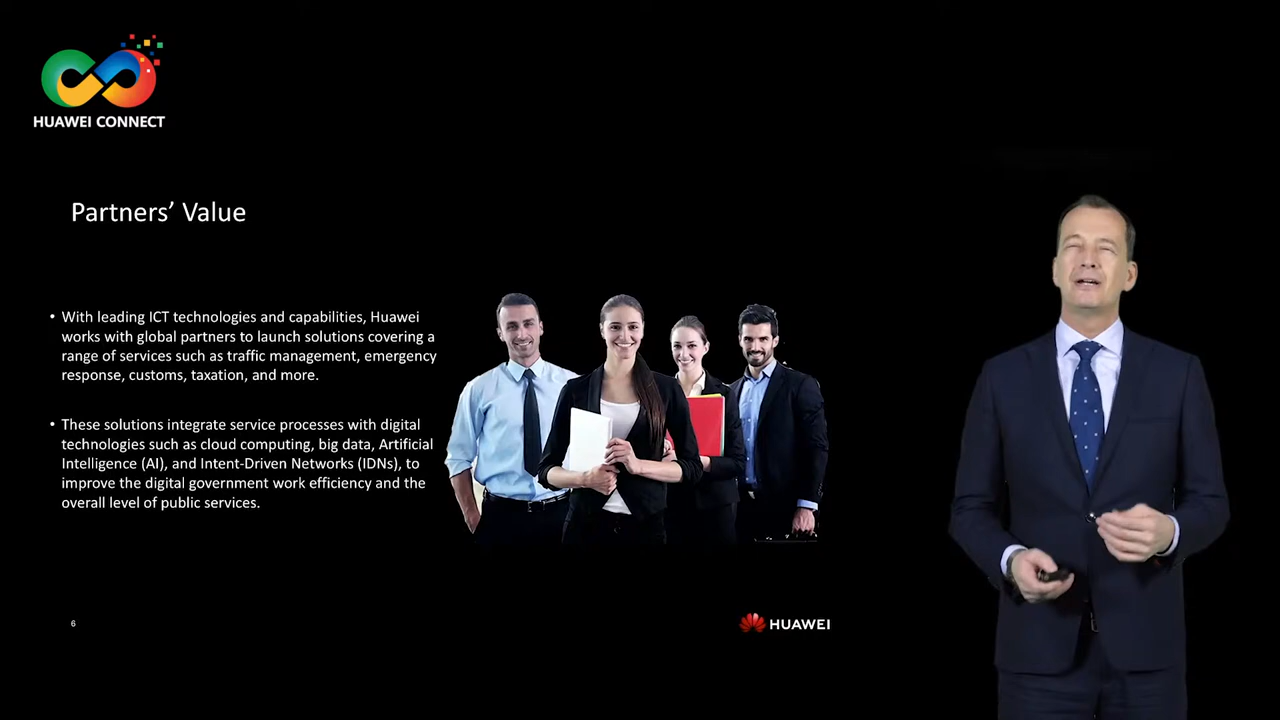 HUAWEI CONNECT
Partners’ Value
• With leading ICT technologies and capabilities, Huawei
works with global partners to launch solutions covering a
range of services such as traffic management, emergency
response, customs, taxation, and more.
• These solutions integrate service processes with digital
technologies such as cloud computing, big data, Artificial
Intelligence (AI), and Intent-Driven Networks (IDNs), to
improve the digital government work efficiency and the
overall level of public services.
6
HUAWEI